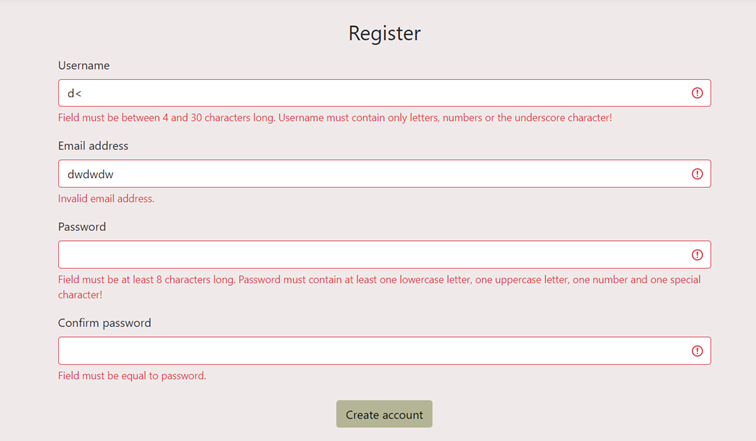 Register
Username
d<
Field must be between 4 and 30 characters long. Username must contain only letters, numbers or the underscore character!
Email address
dwdwdw
Invalid email address.
Password
Field must be at least 8 characters long. Password must contain at least one lowercase letter, one uppercase letter, one number and one special
character!
Confirm password
Field must be equal to password.
Create account